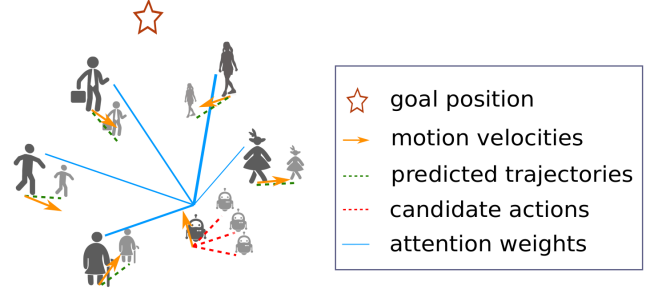 goal position
motion velocities
predicted trajectories
candidate actions
attention weights